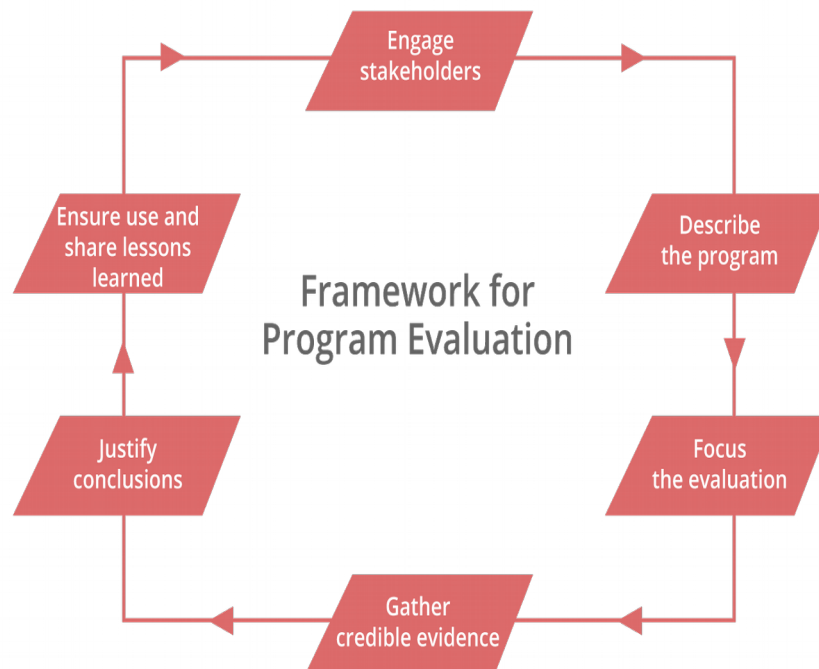 Engage
stakeholders
Describe
the program
Focus
the evaluation
Gather
credible evidence
Justify
conclusions
Ensure use and
share lessons
learned
Framework for
Program Evaluation